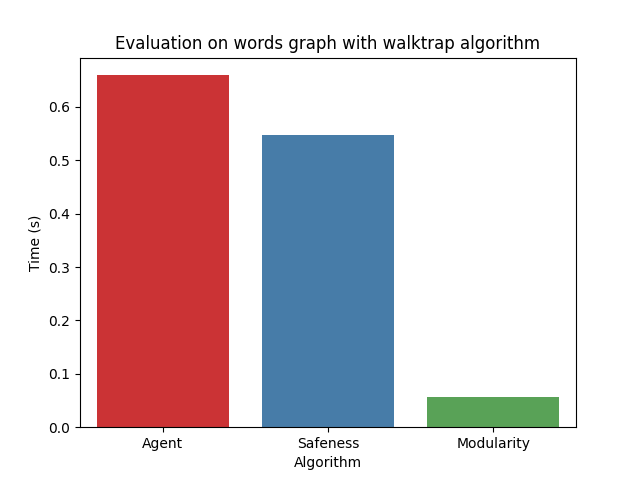 Evaluation on words graph with walktrap algorithm
Time (s)
0.6
0.5
0.4
0.3
0.2
0.1
0.0
Agent
Safeness
Modularity
Algorithm